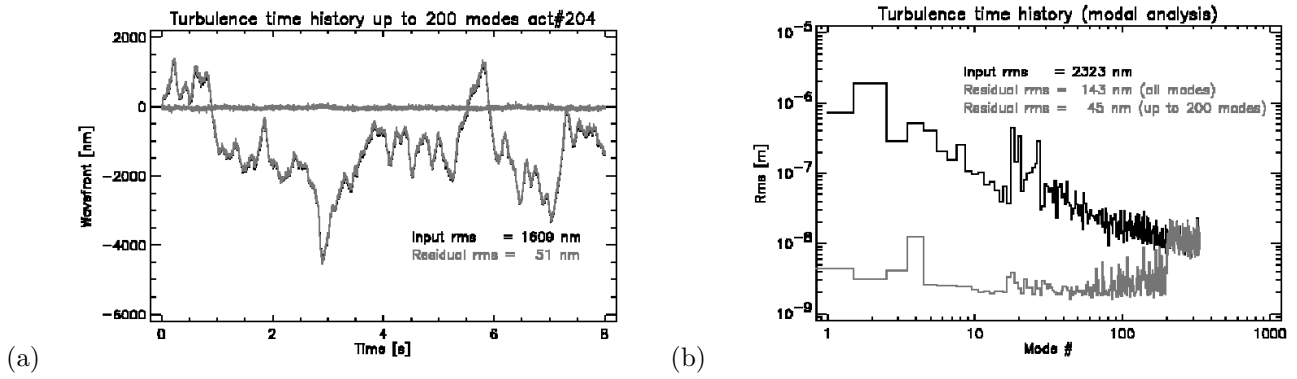 Turbulence time history up to 200 modes act#204
2000
0
-2000
-4000
-6000
Wavefront [nm]
Input rms = 1609 nm
Residual rms = 51 nm
0 2 4 6 8
Time [s]
(a)
Turbulence time history (modal analysis)
10-5
10-6
10-7
10-8
10-9
Rms [m]
Input rms = 2323 nm
Residual rms = 143 nm (all modes)
Residual rms = 45 nm (up to 200 modes)
1 10 100 1000
Mode #
(b)